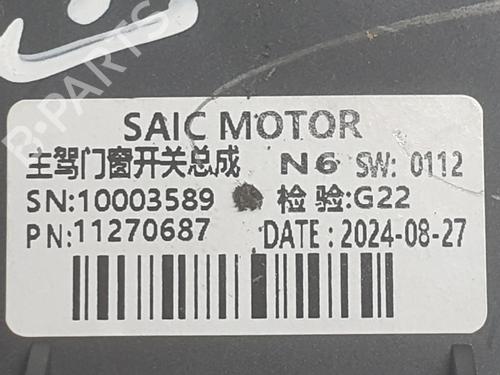 SAIC MOTOR
主驾门窗开关总成 N6 SW: 0112
SN:10003589 检验:G22
PN:11270687 DATE : 2024-08-27
B-PARTS